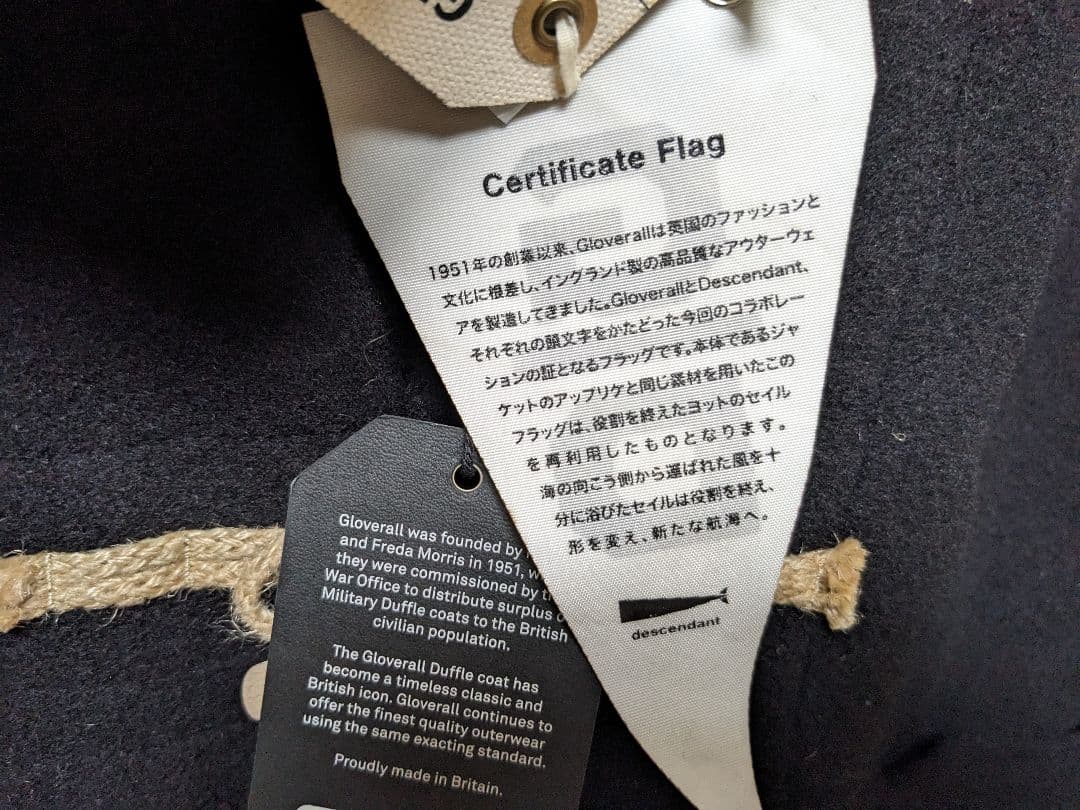 Certificate Flag
1951年の創業以来、Gloverallは英国のファッションと
文化に根差し、イングランド製の高品質なアウターウェ
アを製造してきました。GloverallとDescendant、
それぞれの頭文字をかたどった今回のコラボレー
ションの証となるフラッグです。本体であるジャ
ケットのアップリケと同じ素材を用いたこの
フラッグは、役割を終えたヨットのセイル
を再利用したものとなります。
海の向こう側から運ばれた風を十
分に浴びたセイルは役割を終え、
形を変え、新たな航海へ。
descendant
Gloverall was founded by
and Freda Morris in 1951,
they were commissioned by
War Office to distribute surplus
Military Duffle coats to the British
civilian population.
The Gloverall Duffle coat has
become a timeless classic and
British icon. Gloverall continues to
offer the finest quality outerwear
using the same exacting standard.
Proudly made in Britain.